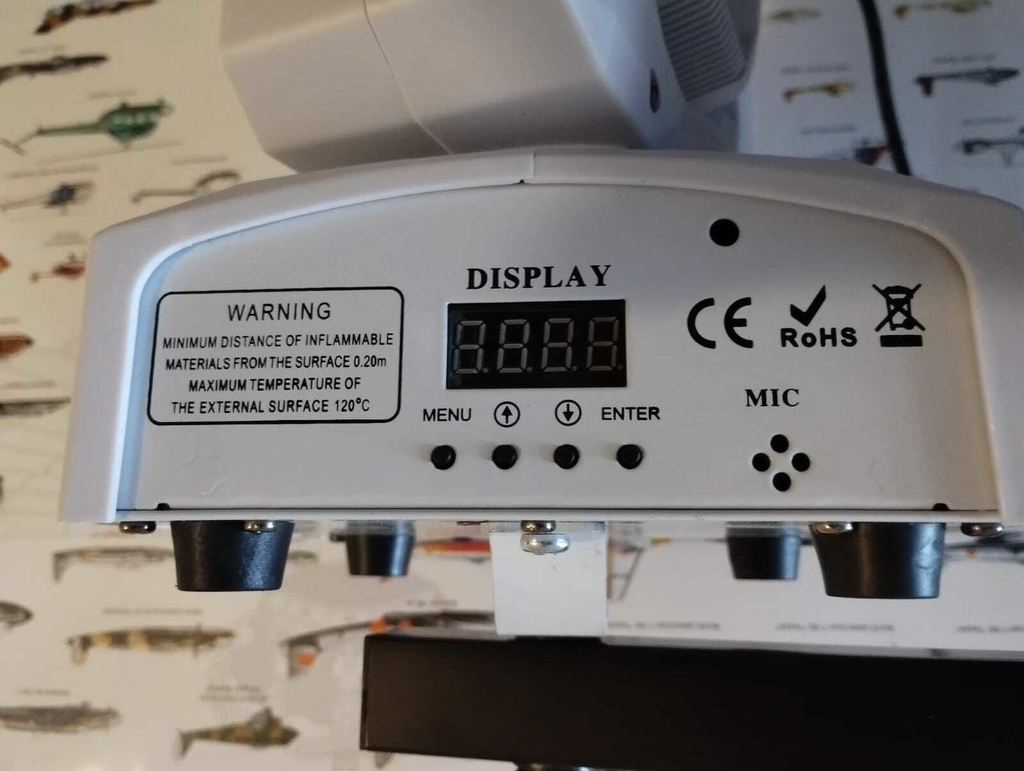 DISPLAY
WARNING
MINIMUM DISTANCE OF INFLAMMABLE
MATERIALS FROM THE SURFACE 0.20m
MAXIMUM TEMPERATURE OF
THE EXTERNAL SURFACE 120°C
MENU
ENTER
CE
RoHS
MIC